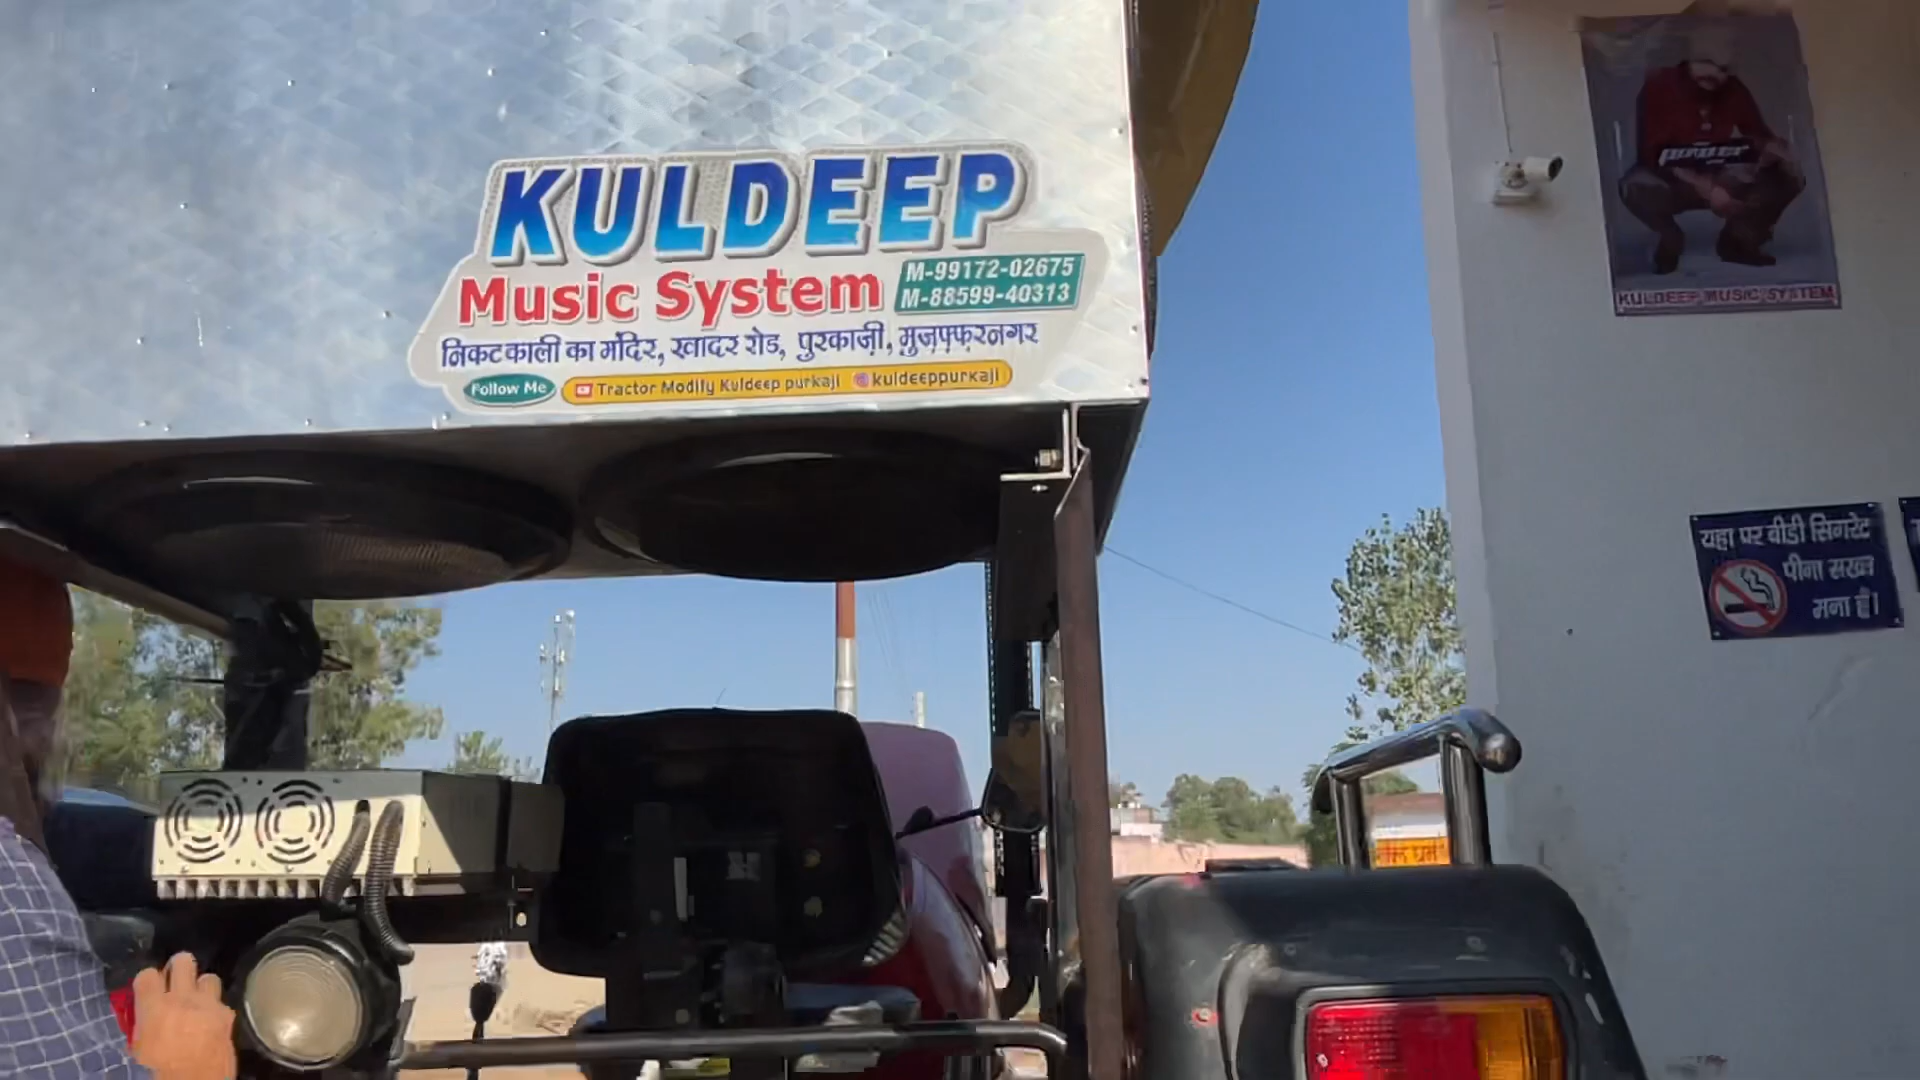 KULDEEP
Music System
M-99172-02675
M-88599-40313
निकट काली का मंदिर, खादर रोड, पुरकाज़ी, मुज़फ्फरनगर
Follow Me
Tractor Modify Kuldeep purkaji
kuldeeppurkaji
KULDEEP MUSIC SYSTEM
यहा पर बीडी सिगरेट
पीना सख्त
मना है।